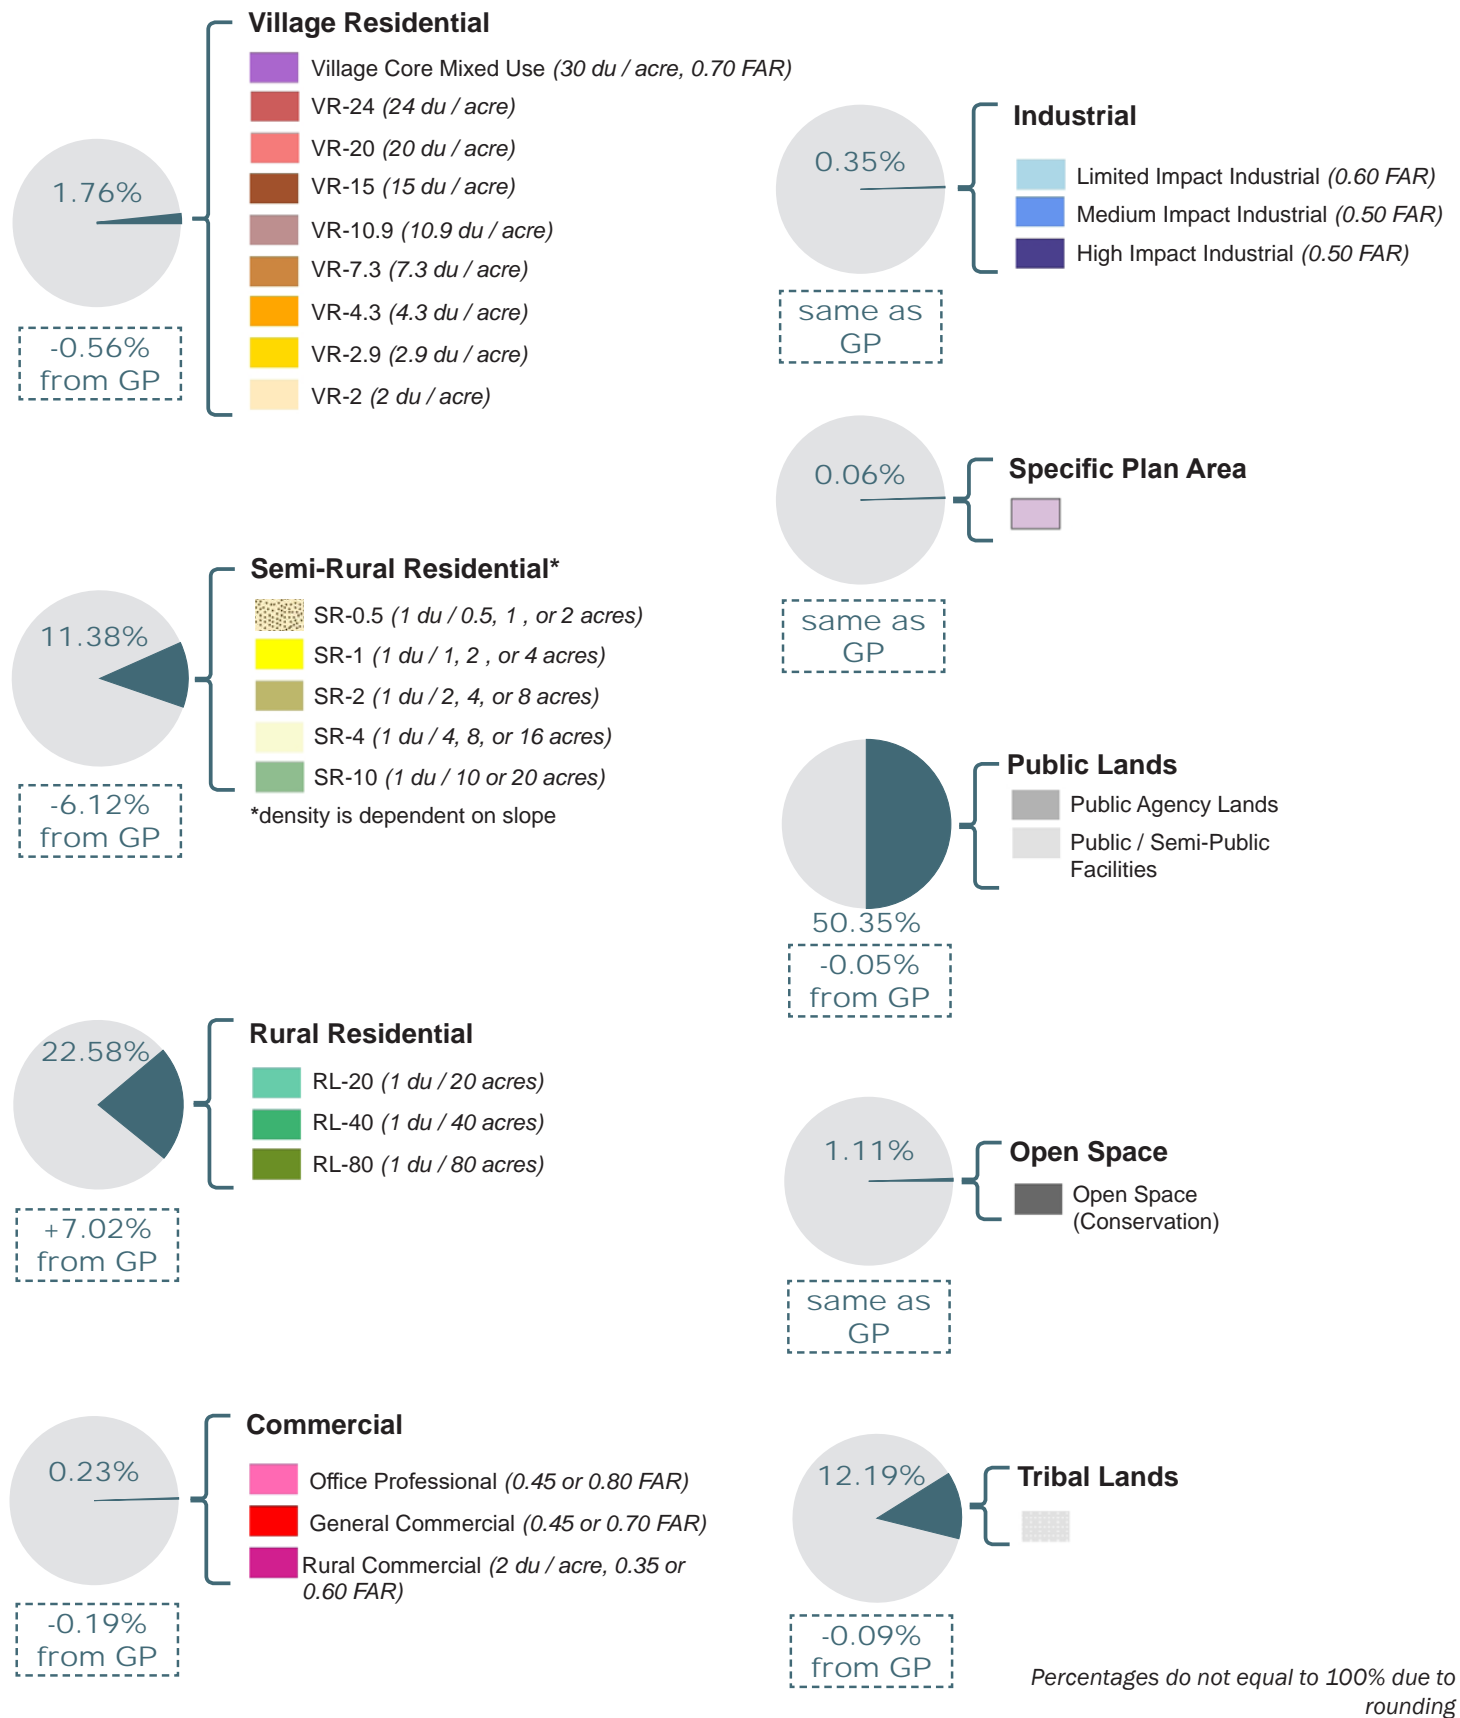 Village Residential
Village Core Mixed Use (30 du / acre, 0.70 FAR)
VR-24 (24 du / acre)
VR-20 (20 du / acre)
VR-15 (15 du / acre)
VR-10.9 (10.9 du / acre)
VR-7.3 (7.3 du / acre)
VR-4.3 (4.3 du / acre)
VR-2.9 (2.9 du / acre)
VR-2 (2 du / acre)
1.76%
-0.56%
from GP
Semi-Rural Residential*
SR-0.5 (1 du / 0.5, 1 , or 2 acres)
SR-1 (1 du / 1, 2 , or 4 acres)
SR-2 (1 du / 2, 4, or 8 acres)
SR-4 (1 du / 4, 8, or 16 acres)
SR-10 (1 du / 10 or 20 acres)
*density is dependent on slope
11.38%
-6.12%
from GP
Rural Residential
RL-20 (1 du / 20 acres)
RL-40 (1 du / 40 acres)
RL-80 (1 du / 80 acres)
22.58%
+7.02%
from GP
Commercial
Office Professional (0.45 or 0.80 FAR)
General Commercial (0.45 or 0.70 FAR)
Rural Commercial (2 du / acre, 0.35 or
0.60 FAR)
0.23%
-0.19%
from GP
Industrial
Limited Impact Industrial (0.60 FAR)
Medium Impact Industrial (0.50 FAR)
High Impact Industrial (0.50 FAR)
0.35%
same as
GP
Specific Plan Area
0.06%
same as
GP
Public Lands
Public Agency Lands
Public / Semi-Public
Facilities
50.35%
-0.05%
from GP
Open Space
Open Space
(Conservation)
1.11%
same as
GP
Tribal Lands
12.19%
-0.09%
from GP
Percentages do not equal to 100% due to
rounding